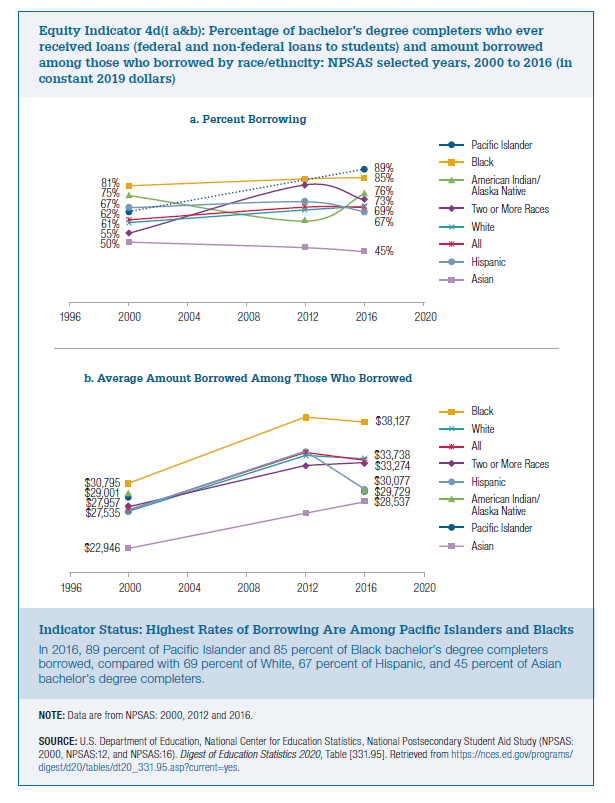 Equity Indicator 4d(i a&b): Percentage of bachelor's degree completers who ever
received loans (federal and non-federal loans to students) and amount borrowed
among those who borrowed by race/ethncity: NPSAS selected years, 2000 to 2016 (in
constant 2019 dollars)
a. Percent Borrowing
81%
75%
67%
62%
61%
55%
50%
89%
85%
76%
73%
69%
67%
45%
Pacific Islander
Black
American Indian/
Alaska Native
Two or More Races
White
All
Hispanic
Asian
1996 2000 2004 2008 2012 2016 2020
b. Average Amount Borrowed Among Those Who Borrowed
$30,795
$29,001
$27,957
$27,535
$22,946
$38,127
$33,738
$33,274
$30,077
$29,729
$28,537
Black
White
All
Two or More Races
Hispanic
American Indian/
Alaska Native
Pacific Islander
Asian
1996 2000 2004 2008 2012 2016 2020
Indicator Status: Highest Rates of Borrowing Are Among Pacific Islanders and Blacks
In 2016, 89 percent of Pacific Islander and 85 percent of Black bachelor's degree completers
borrowed, compared with 69 percent of White, 67 percent of Hispanic, and 45 percent of Asian
bachelor's degree completers.
NOTE: Data are from NPSAS: 2000, 2012 and 2016.
SOURCE: U.S. Department of Education, National Center for Education Statistics, National Postsecondary Student Aid Study (NPSAS:
2000, NPSAS:12, and NPSAS:16). Digest of Education Statistics 2020, Table [331.95]. Retrieved from https://nces.ed.gov/programs/
digest/d20/tables/dt20_331.95.asp?current=yes.